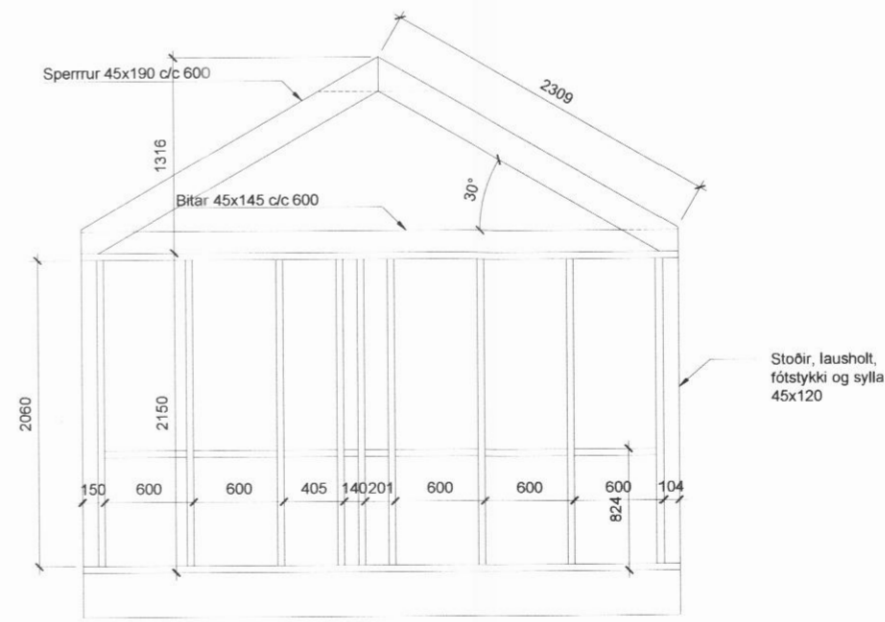 2309
Sperrrur 45x190 c/c 600
1316
30°
Bitar 45x145 c/c 600
Stoðir, lausholt,
fótstykki og sylla
45x120
2060
2150
150 600 600 405 140 201 600 600 600 104
824